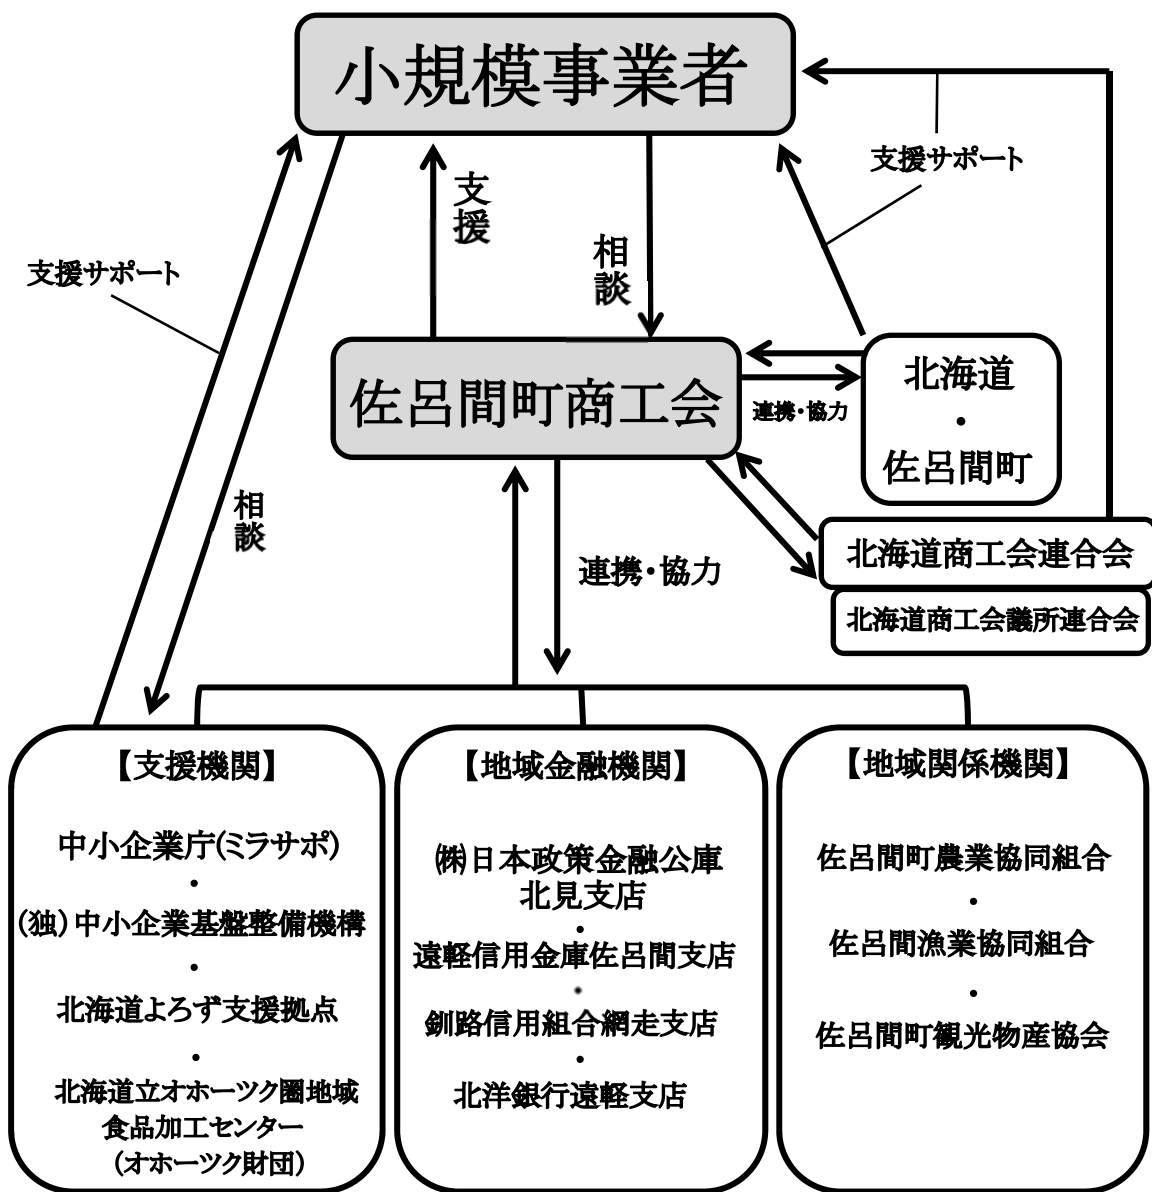 小規模事業者
支援サポート
支援
相談
支援サポート
佐呂間町商工会
連携・協力
北海道
・
佐呂間町
相談
連携・協力
北海道商工会連合会
北海道商工会議所連合会
【支援機関】
中小企業庁(ミラサポ)
・
(独)中小企業基盤整備機構
・
北海道よろず支援拠点
・
北海道立オホーツク圏地域
食品加工センター
(オホーツク財団)
【地域金融機関】
㈱日本政策金融公庫
北見支店
・
遠軽信用金庫佐呂間支店
・
釧路信用組合網走支店
・
北洋銀行遠軽支店
【地域関係機関】
佐呂間町農業協同組合
・
佐呂間漁業協同組合
・
佐呂間町観光物産協会